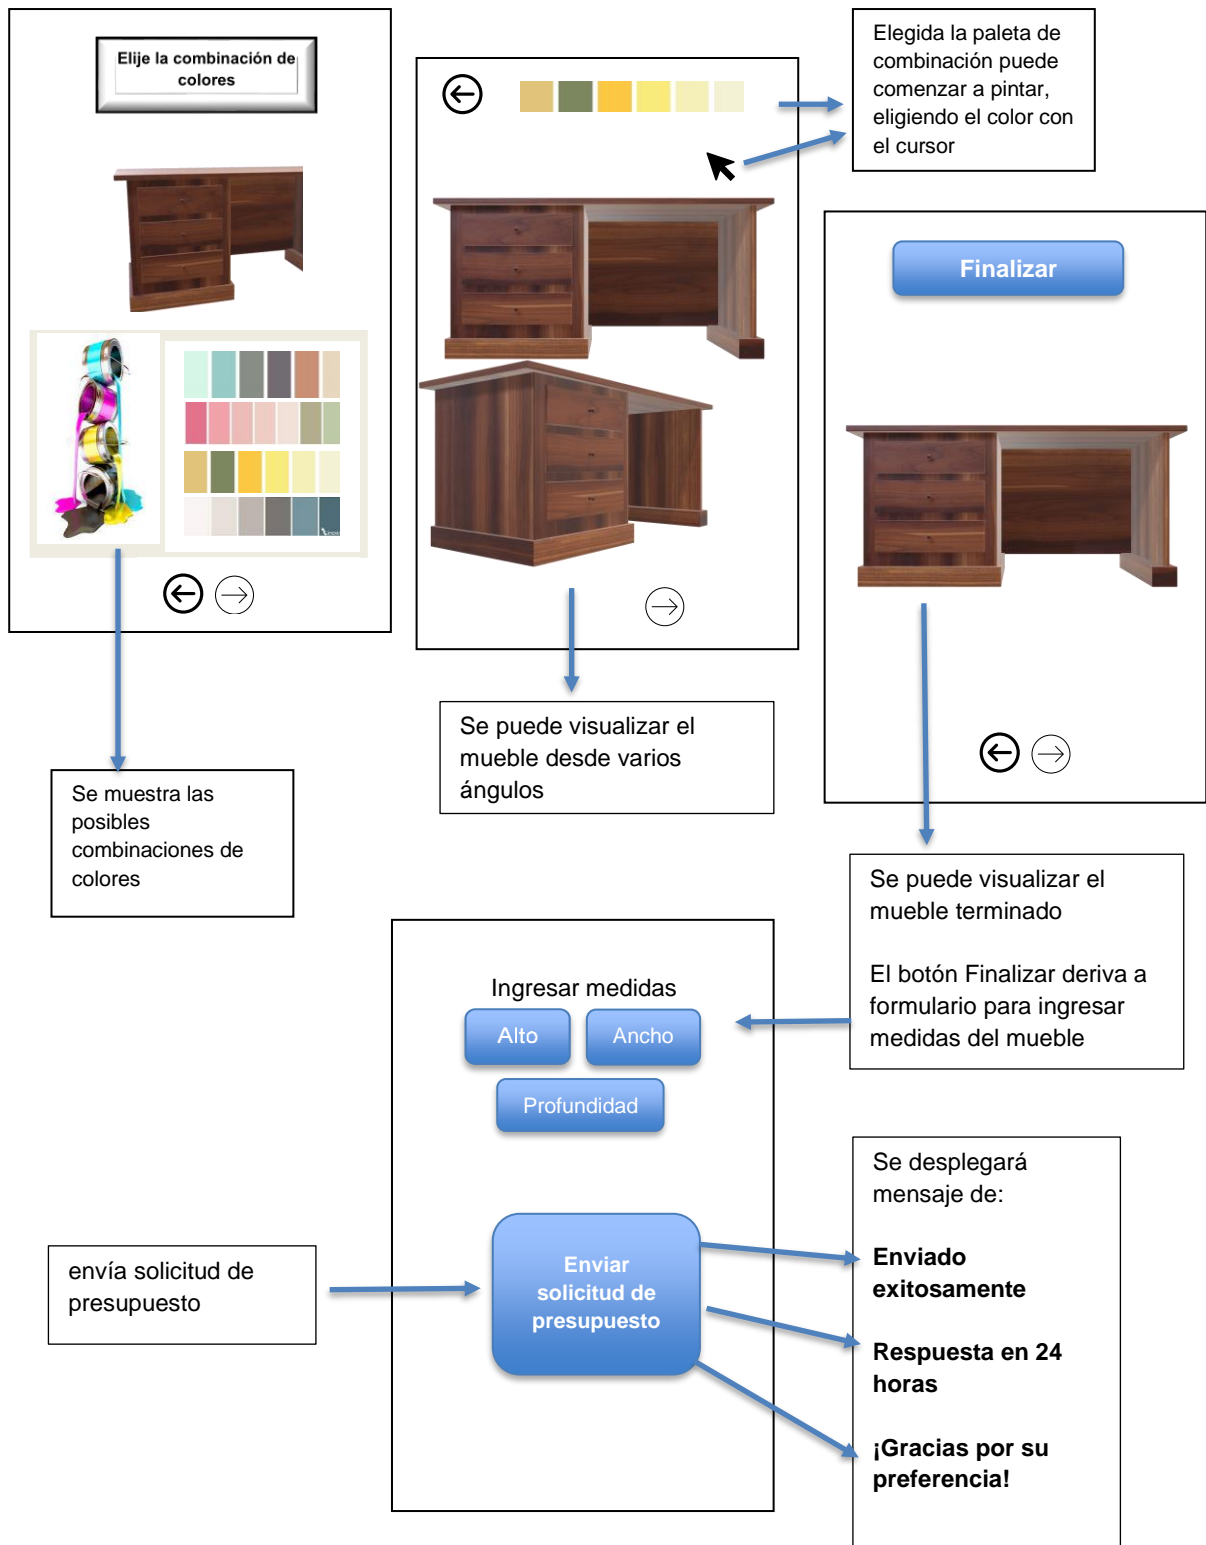 Elije la combinación de
colores
Elegida la paleta de
combinación puede
comenzar a pintar,
eligiendo el color con
el cursor
Finalizar
Se puede visualizar el
mueble desde varios
ángulos
Se muestra las
posibles
combinaciones de
colores
Se puede visualizar el
mueble terminado
El botón Finalizar deriva a
formulario para ingresar
medidas del mueble
Ingresar medidas
Alto
Ancho
Profundidad
envía solicitud de
presupuesto
Enviar
solicitud de
presupuesto
Se desplegará
mensaje de:
Enviado
exitosamente
Respuesta en 24
horas
¡Gracias por su
preferencia!